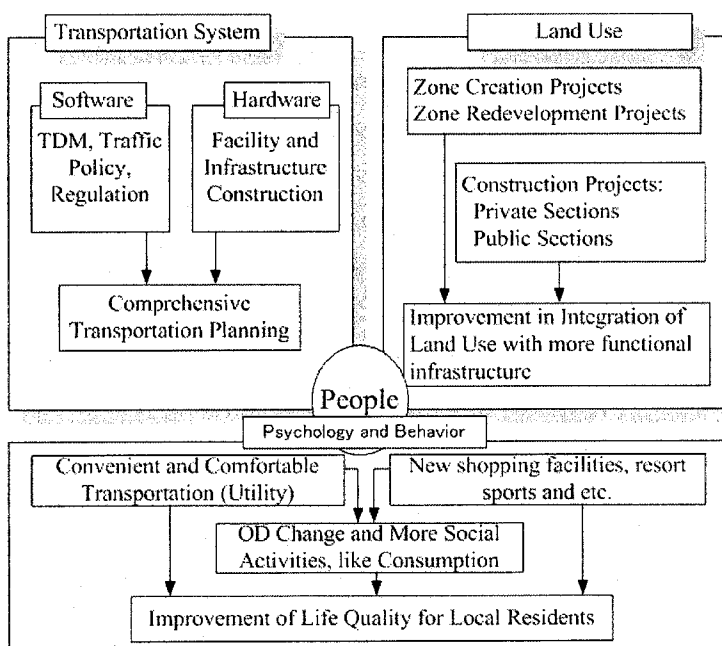 Transportation System
Software
TDM, Traffic
Policy,
Regulation
Hardware
Facility and
Infrastructure
Construction
Comprehensive
Transportation Planning
Land Use
Zone Creation Projects
Zone Redevelopment Projects
Construction Projects:
Private Sections
Public Sections
Improvement in Integration of
Land Use with more functional
infrastructure
People
Psychology and Behavior
Convenient and Comfortable
Transportation (Utility)
New shopping facilities, resort
sports and etc.
OD Change and More Social
Activities, like Consumption
Improvement of Life Quality for Local Residents